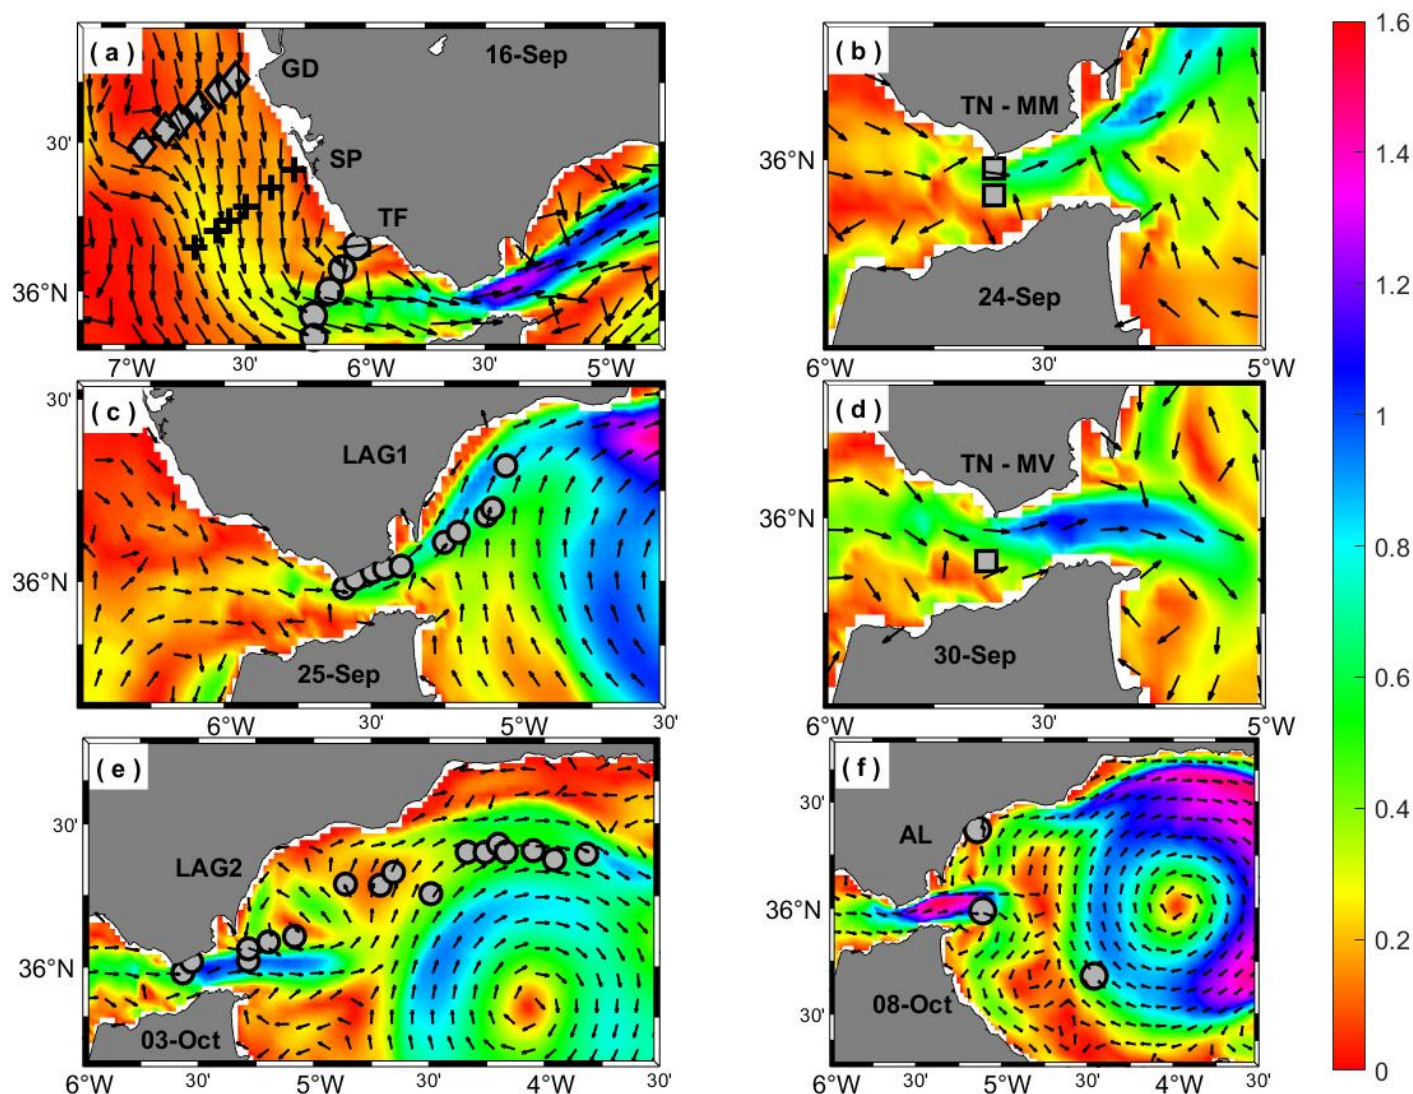 ( a )
GD
16-Sep
30'
SP
TF
36°N
7°W
30'
6°W
30'
5°W
( b )
TN - MM
36°N
24-Sep
6°W
30'
5°W
1.6
1.4
1.2
1
0.8
0.6
0.4
0.2
0
( c )
30'
LAG1
36°N
25-Sep
6°W
30'
5°W
30'
( d )
TN - MV
36°N
30-Sep
6°W
30'
5°W
( e )
30'
LAG2
36°N
03-Oct
6°W
30'
5°W
30'
4°W
30'
( f )
30'
AL
36°N
08-Oct
30'
6°W
30'
5°W
30'
4°W
30'